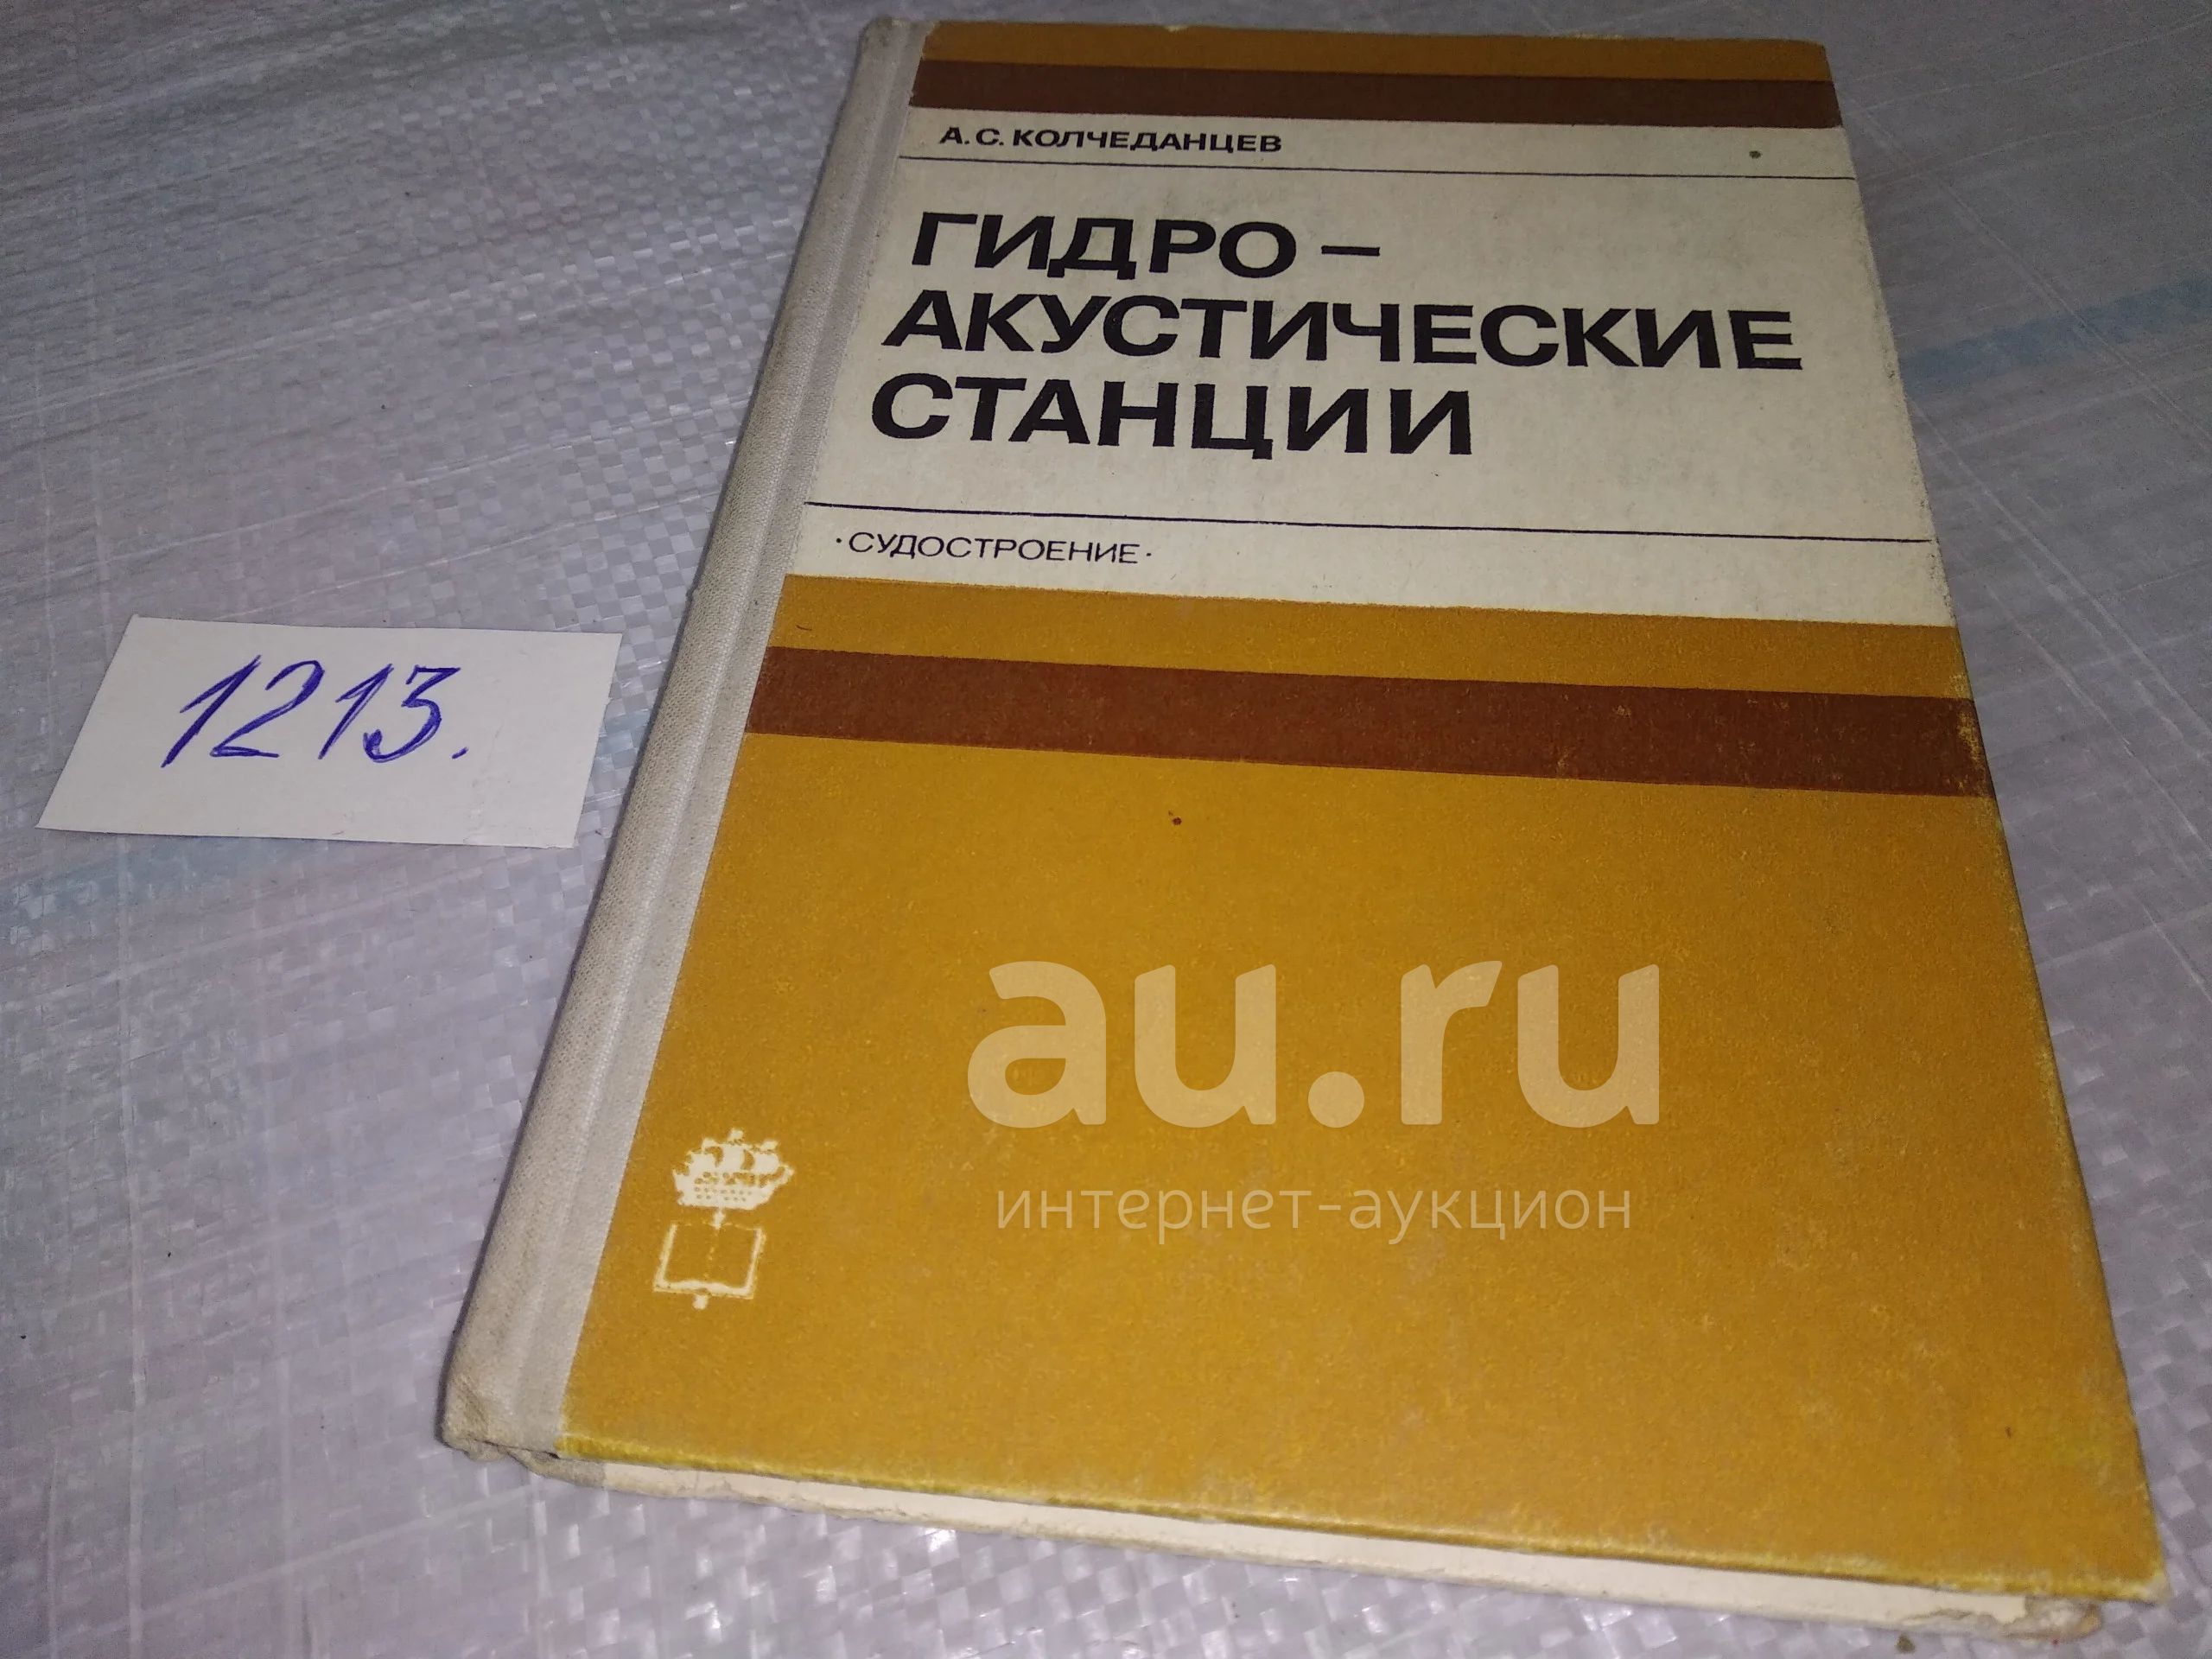 А. С. КОЛЧЕДАНЦЕВ
ГИДРО –
АКУСТИЧЕСКИЕ
СТАНЦИИ
·СУДОСТРОЕНИЕ·
1213.
au.ru
интернет-аукцион